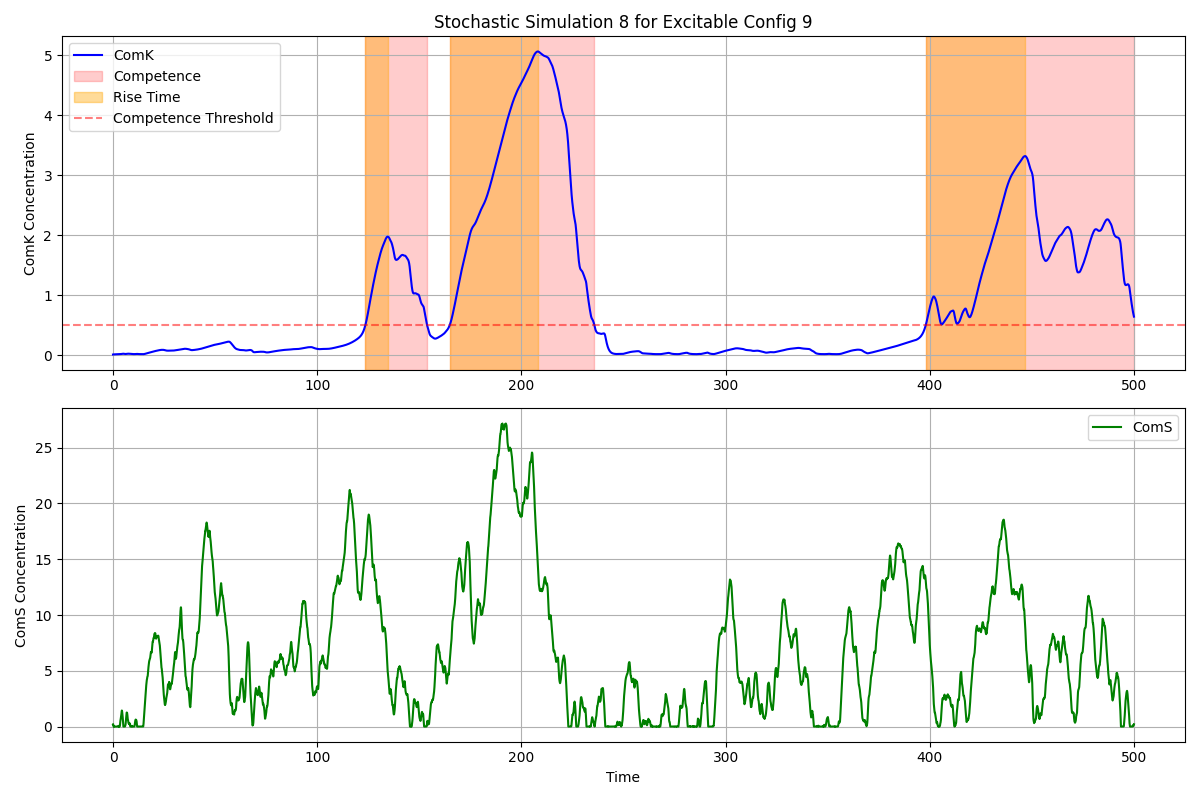 Stochastic Simulation 8 for Excitable Config 9
ComK
Competence
Rise Time
Competence Threshold
ComK Concentration
5
4
3
2
1
0
0 100 200 300 400 500
ComS
ComS Concentration
25
20
15
10
5
0
0 100 200 300 400 500
Time